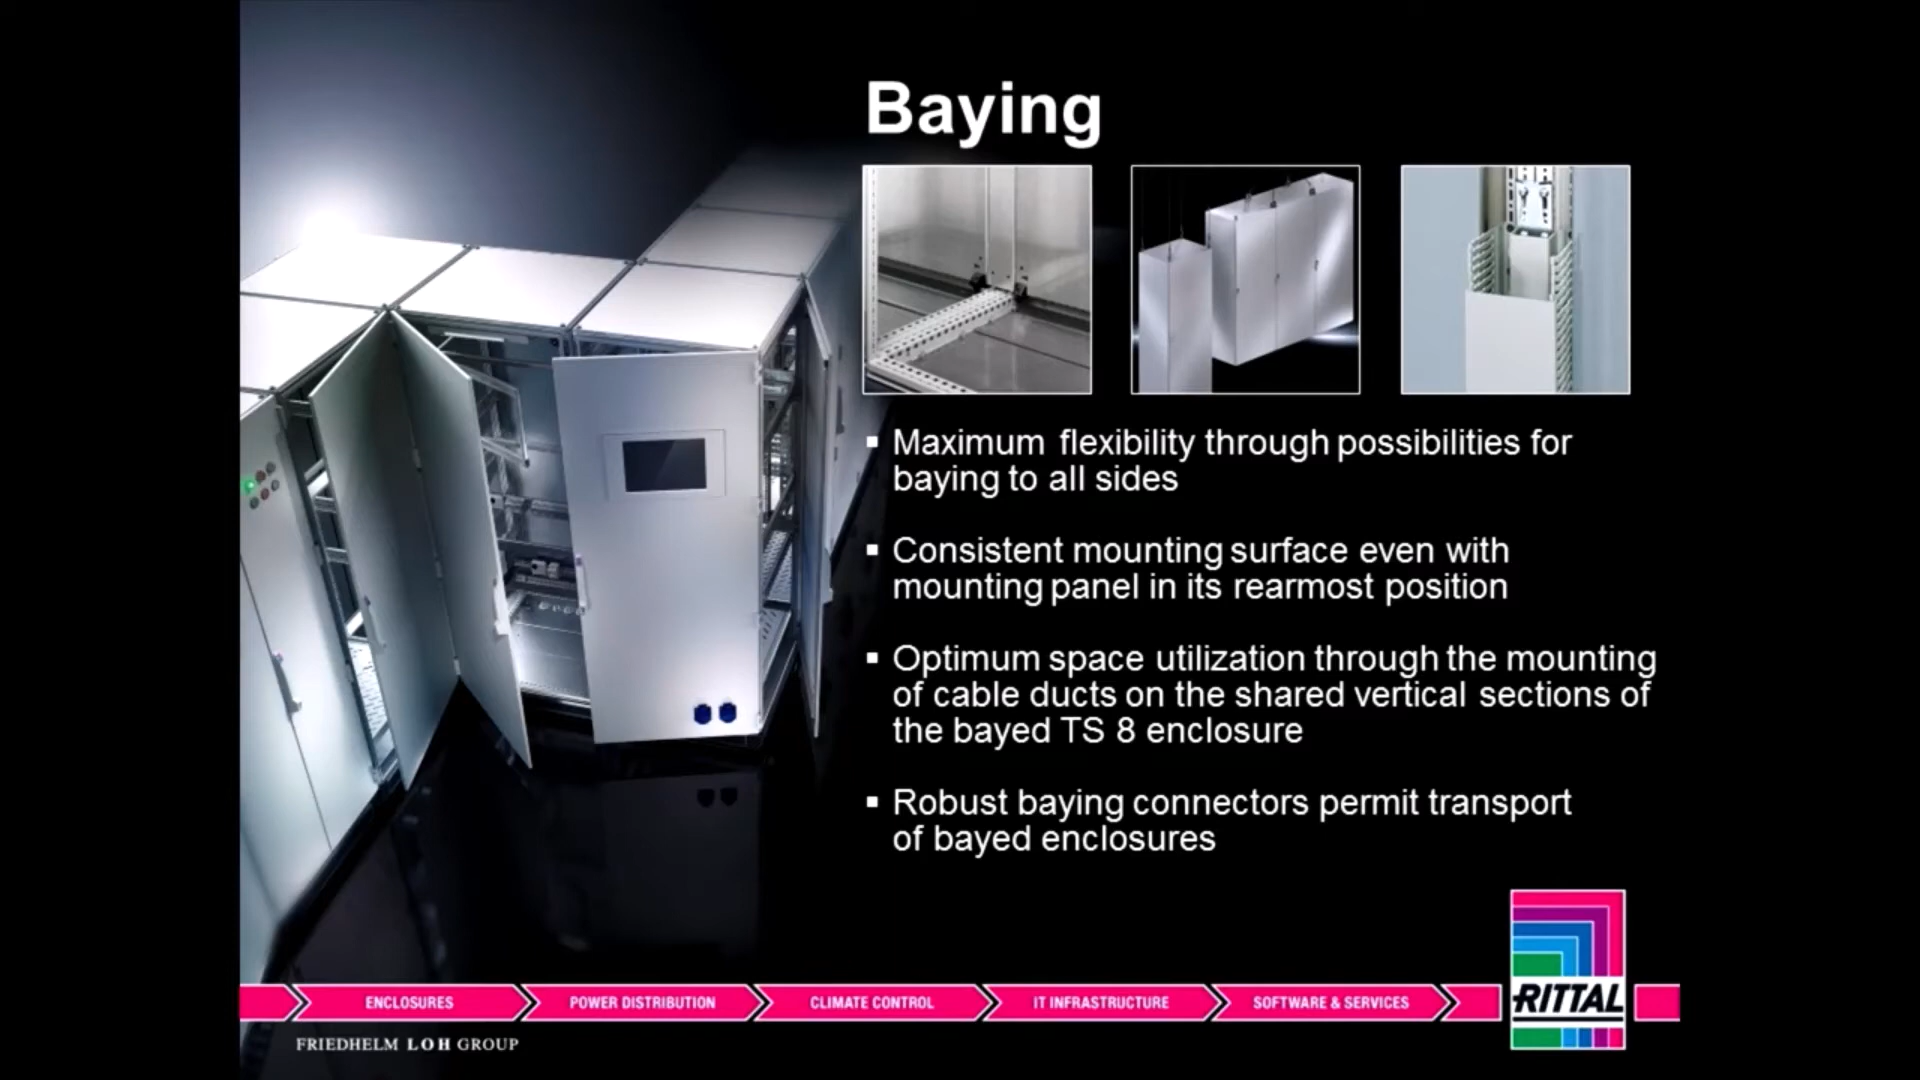 Baying
▪ Maximum flexibility through possibilities for
baying to all sides
▪ Consistent mounting surface even with
mounting panel in its rearmost position
▪ Optimum space utilization through the mounting
of cable ducts on the shared vertical sections of
the bayed TS 8 enclosure
▪ Robust baying connectors permit transport
of bayed enclosures
ENCLOSURES
POWER DISTRIBUTION
CLIMATE CONTROL
IT INFRASTRUCTURE
SOFTWARE & SERVICES
RITTAL
FRIEDHELM LOH GROUP